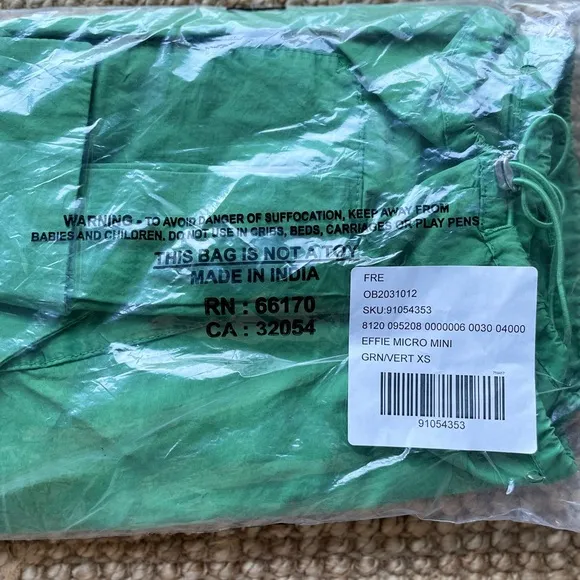 WARNING - TO AVOID DANGER OF SUFFOCATION, KEEP AWAY FROM
BABIES AND CHILDREN. DO NOT USE IN CRIBS, BEDS, CARRIAGES OR PLAY PENS.
THIS BAG IS NOT A TOY
MADE IN INDIA
RN : 66170
CA : 32054
FRE
OB2031012
SKU:91054353
8120 095208 0000006 0030 04000
EFFIE MICRO MINI
GRN/VERT XS
91054353